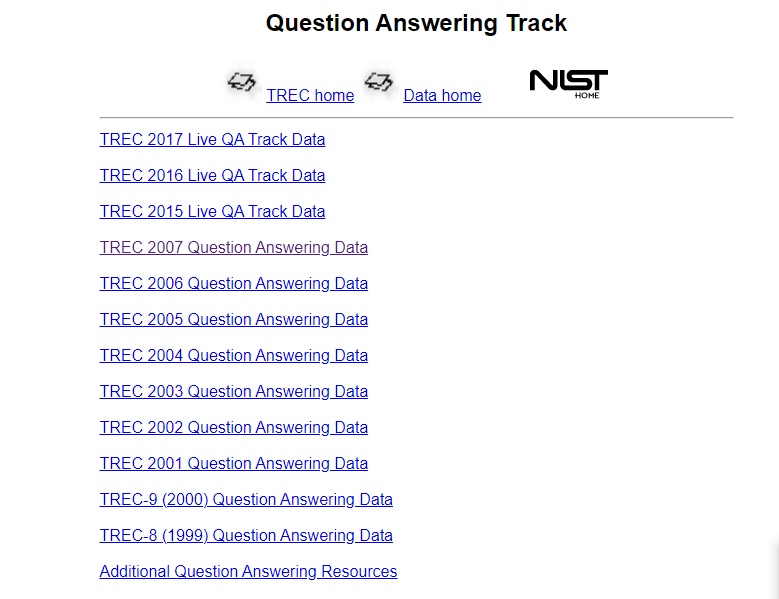 Question Answering Track
TREC home Data home NIST HOME
TREC 2017 Live QA Track Data
TREC 2016 Live QA Track Data
TREC 2015 Live QA Track Data
TREC 2007 Question Answering Data
TREC 2006 Question Answering Data
TREC 2005 Question Answering Data
TREC 2004 Question Answering Data
TREC 2003 Question Answering Data
TREC 2002 Question Answering Data
TREC 2001 Question Answering Data
TREC-9 (2000) Question Answering Data
TREC-8 (1999) Question Answering Data
Additional Question Answering Resources